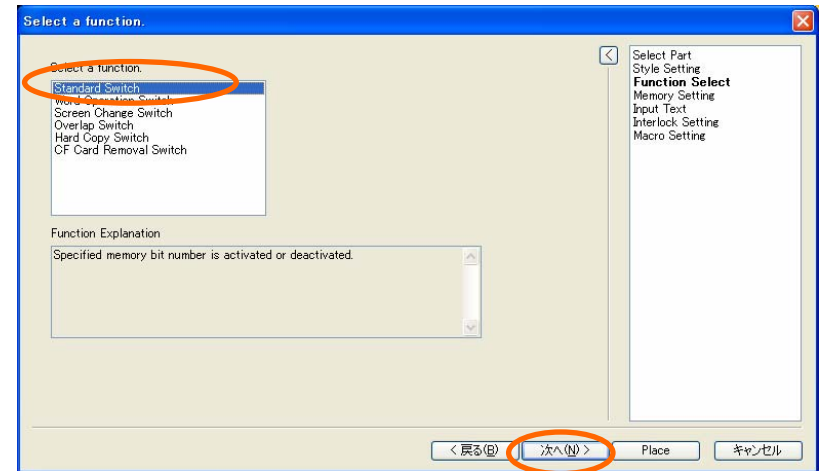 Select a function.
Select a function.
Standard Switch
Word Operation Switch
Screen Change Switch
Overlap Switch
Hard Copy Switch
CF Card Removal Switch
Function Explanation
Specified memory bit number is activated or deactivated.
<
Select Part
Style Setting
Function Select
Memory Setting
Input Text
Interlock Setting
Macro Setting
< 戻る(B)
次へ(N) >
Place
キャンセル